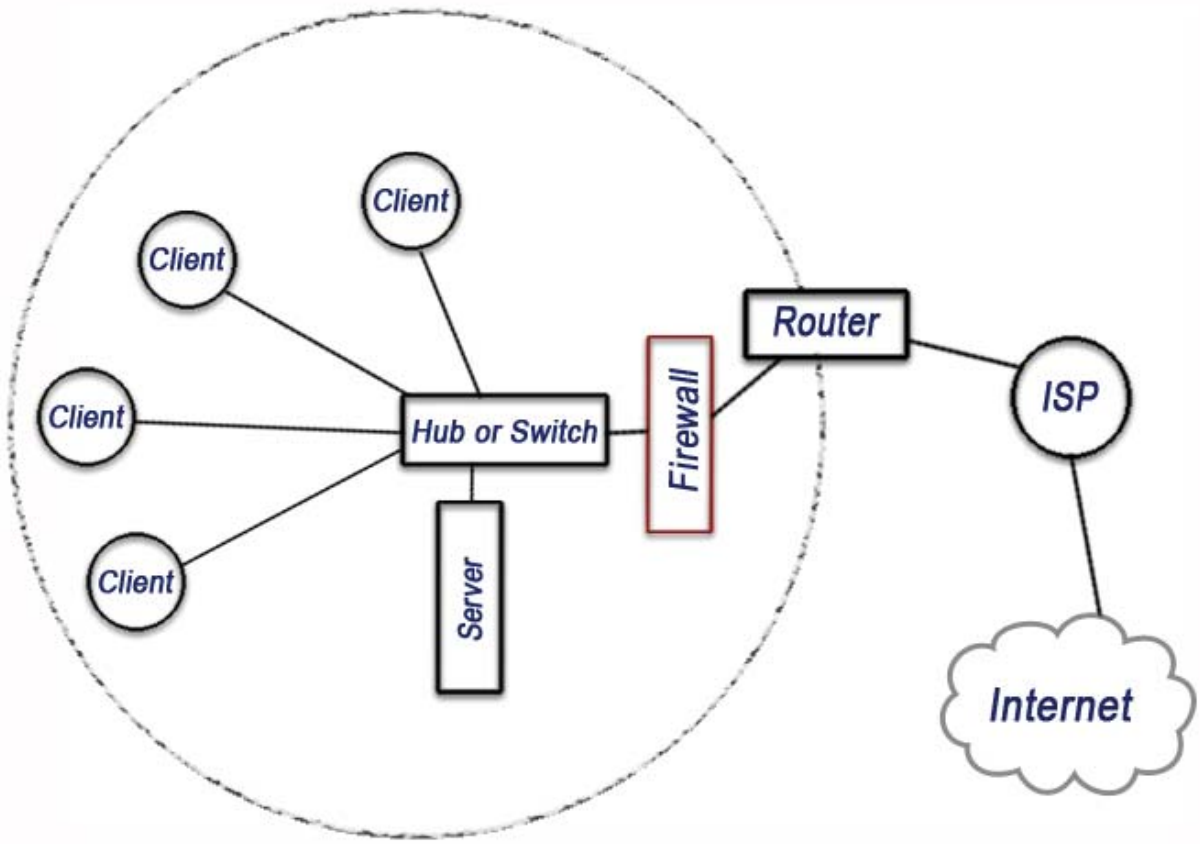 Client
Client
Router
Client
Hub or Switch
Firewall
ISP
Client
Server
Internet